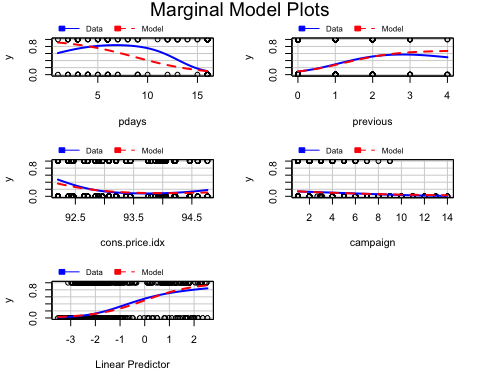 Marginal Model Plots
Data Model
y
0.0 0.8
5 10 15
pdays
Data Model
y
0.0 0.8
0 1 2 3 4
previous
Data Model
y
0.0 0.8
92.5 93.5 94.5
cons.price.idx
Data Model
y
0.0 0.8
2 4 6 8 10 12 14
campaign
Data Model
y
0.0 0.8
-3 -2 -1 0 1 2
Linear Predictor